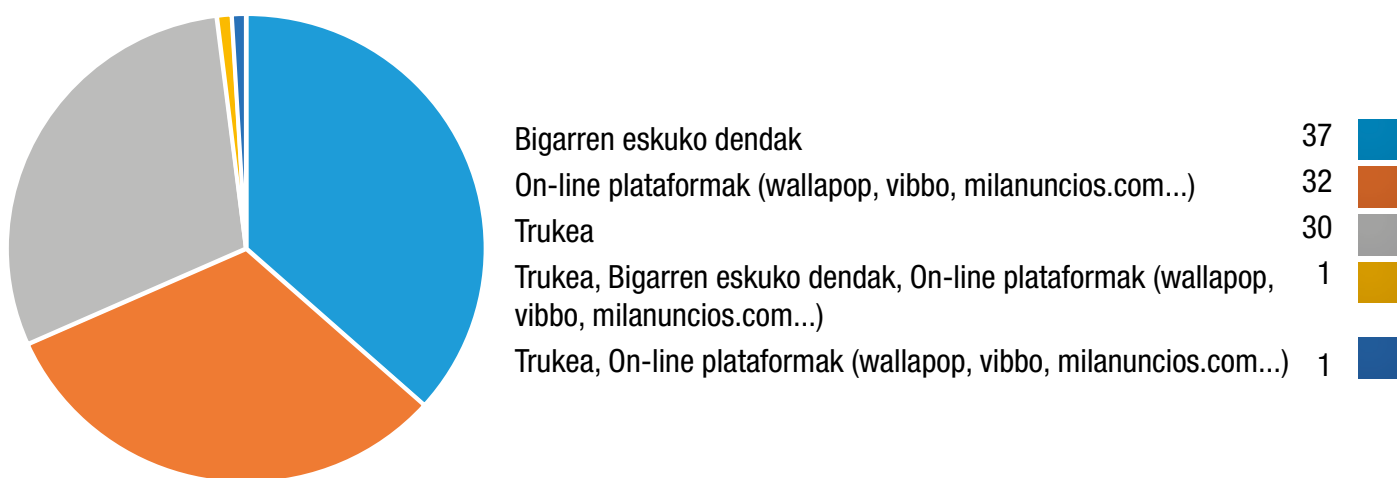 Bigarren eskuko dendak 37
On-line plataformak (wallapop, vibbo, milanuncios.com...) 32
Trukea 30
Trukea, Bigarren eskuko dendak, On-line plataformak (wallapop, 1
vibbo, milanuncios.com...)
Trukea, On-line plataformak (wallapop, vibbo, milanuncios.com...) 1